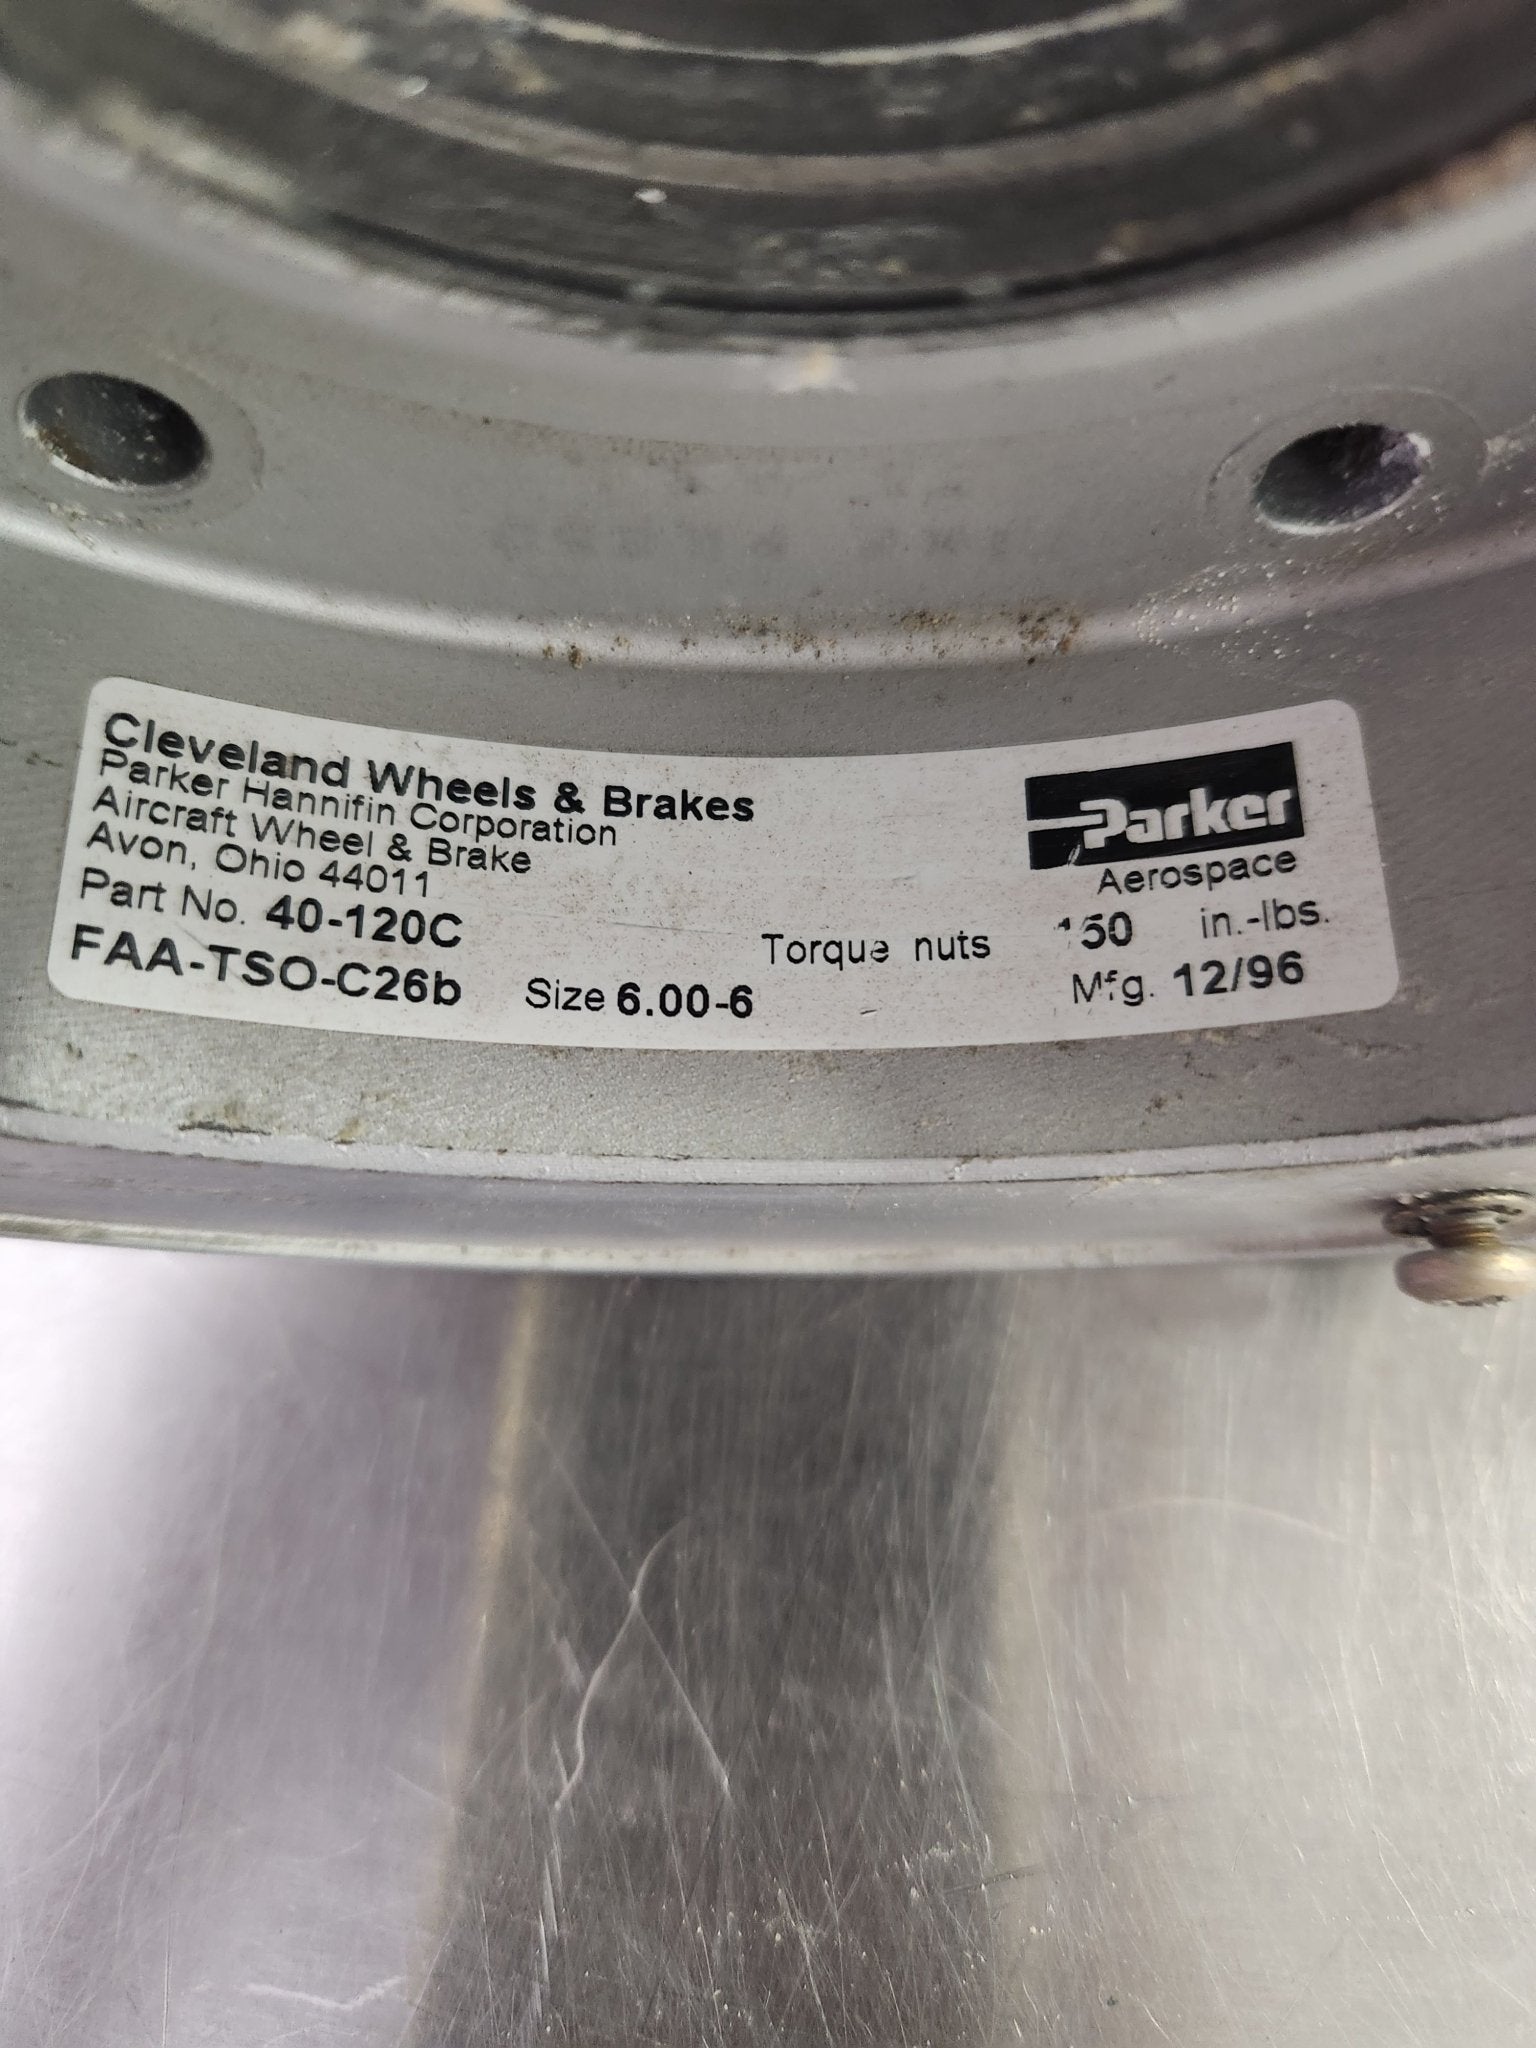 Cleveland Wheels & Brakes
Parker Hannifin Corporation
Aircraft Wheel & Brake
Avon, Ohio 44011
Part No. 40-120C
FAA-TSO-C26b
Size 6.00-6
Parker
Aerospace
Torque nuts 150 in.-lbs.
Mfg. 12/96